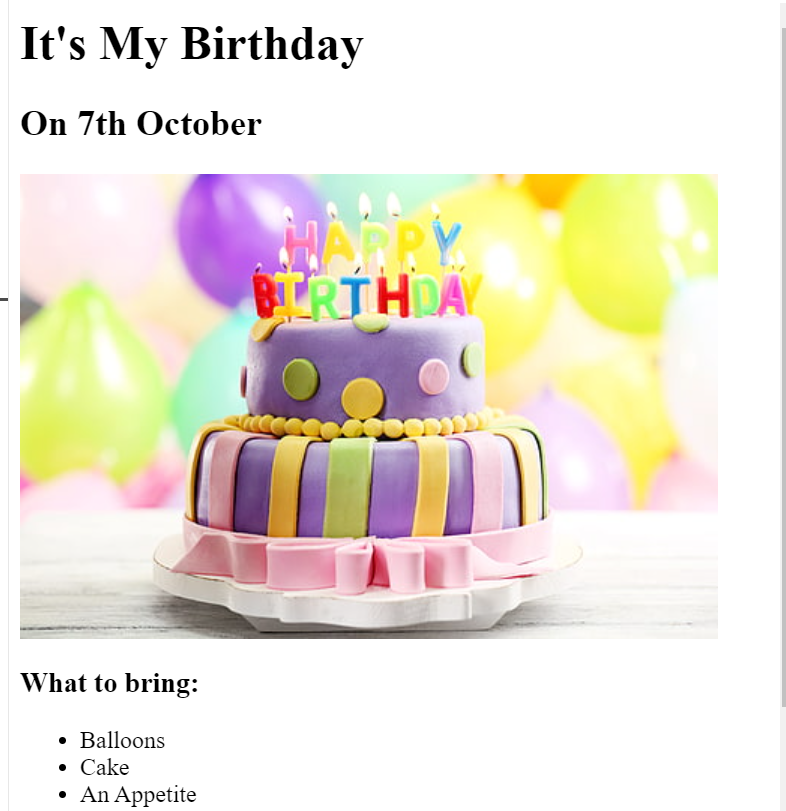 It's My Birthday
On 7th October
HAPPY
BIRTHDAY
What to bring:
Balloons
Cake
An Appetite